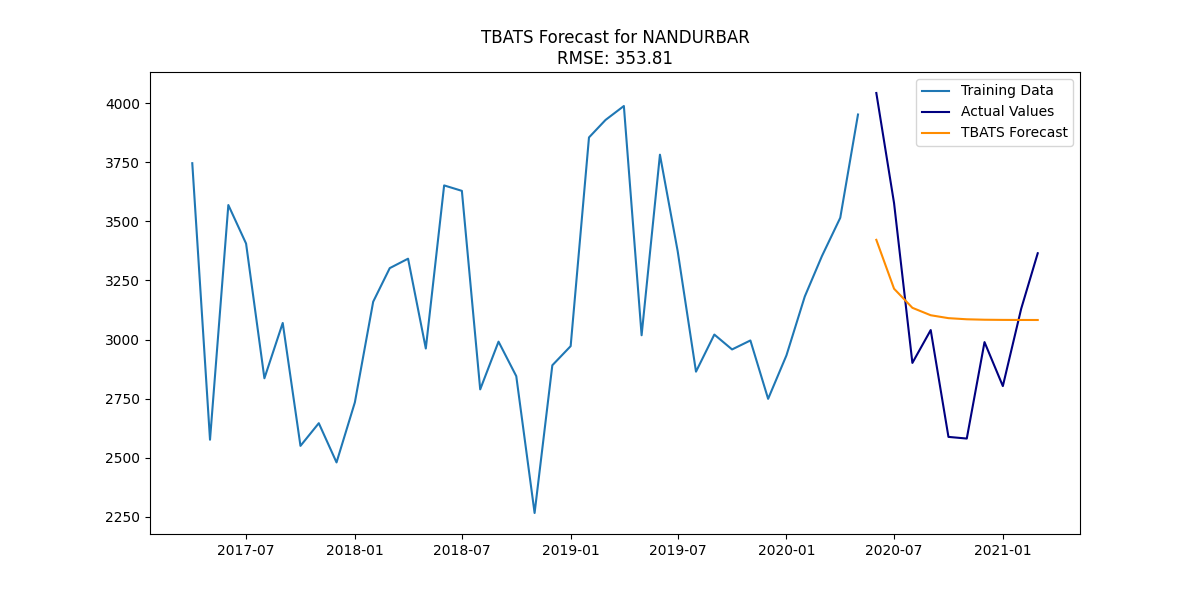 TBATS Forecast for NANDURBAR
RMSE: 353.81
Training Data
Actual Values
TBATS Forecast
4000
3750
3500
3250
3000
2750
2500
2250
2017-07 2018-01 2018-07 2019-01 2019-07 2020-01 2020-07 2021-01